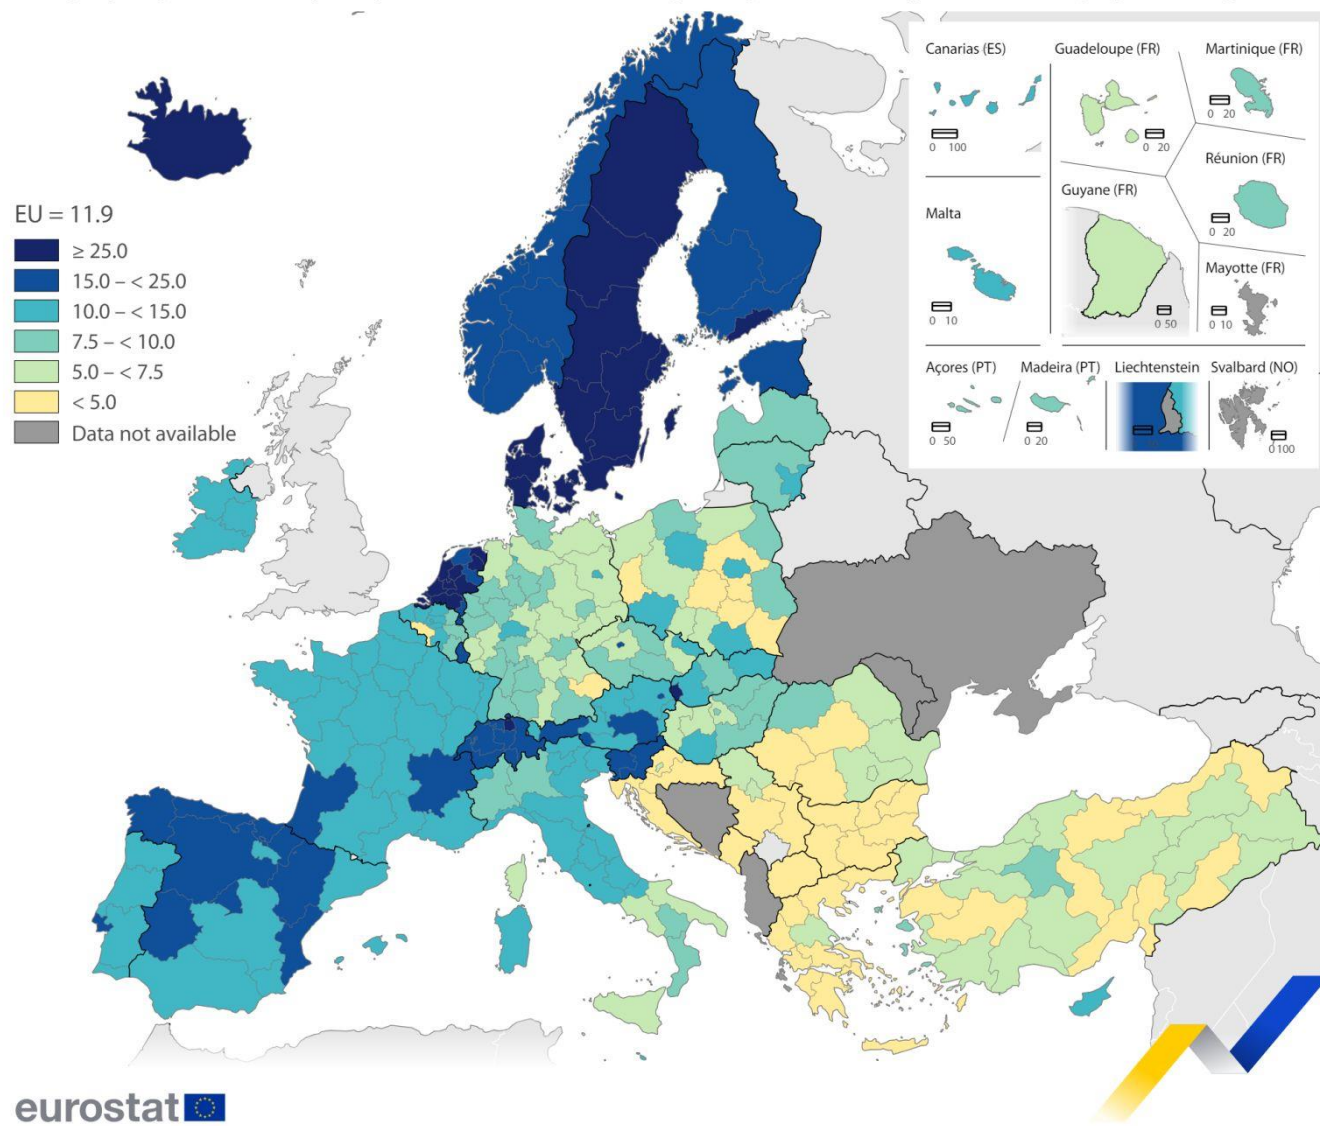 EU = 11.9
≥ 25.0
15.0 – < 25.0
10.0 – < 15.0
7.5 – < 10.0
5.0 – < 7.5
< 5.0
Data not available
Canarias (ES)
0 100
Guadeloupe (FR)
0 20
Martinique (FR)
0 20
Réunion (FR)
0 20
Guyane (FR)
0 50
Malta
0 10
Mayotte (FR)
0 10
Açores (PT)
0 50
Madeira (PT)
0 20
Liechtenstein
Svalbard (NO)
0 100
eurostat